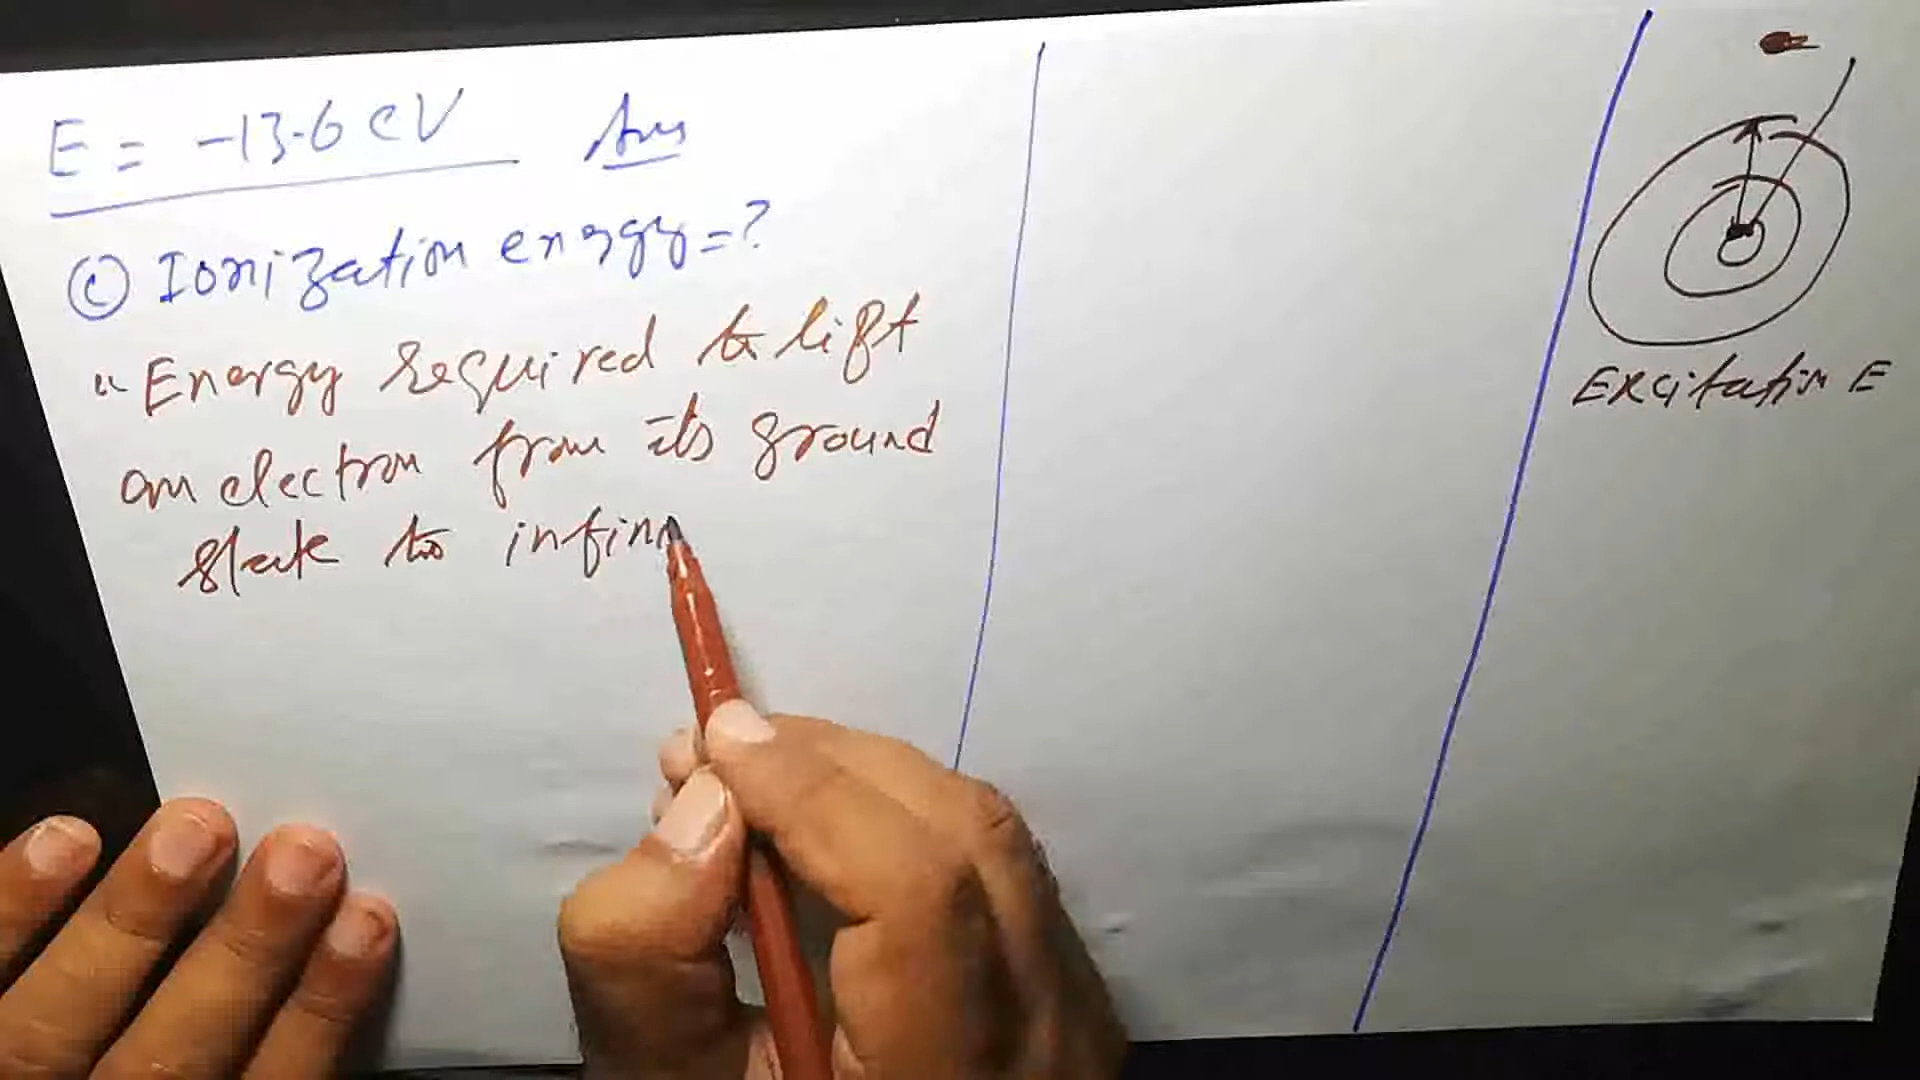 E = -13.6 eV Ans
(c) Ionization energy = ?
"Energy required to lift
an electron from its ground
state to infin
Excitation E